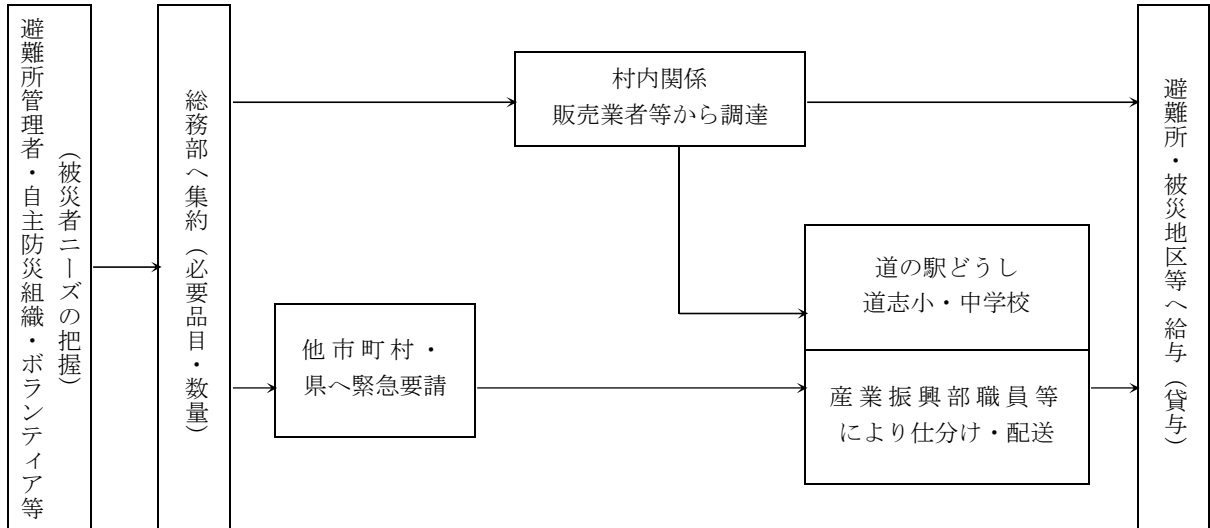 避難所管理者・自主防災組織・ボランティア等
（被災者ニーズの把握）
総務部へ集約（必要品目・数量）
村内関係
販売業者等から調達
他市町村・
県へ緊急要請
道の駅どうし
道志小・中学校
産業振興部職員等
により仕分け・配送
避難所・被災地区等へ給与（貸与）